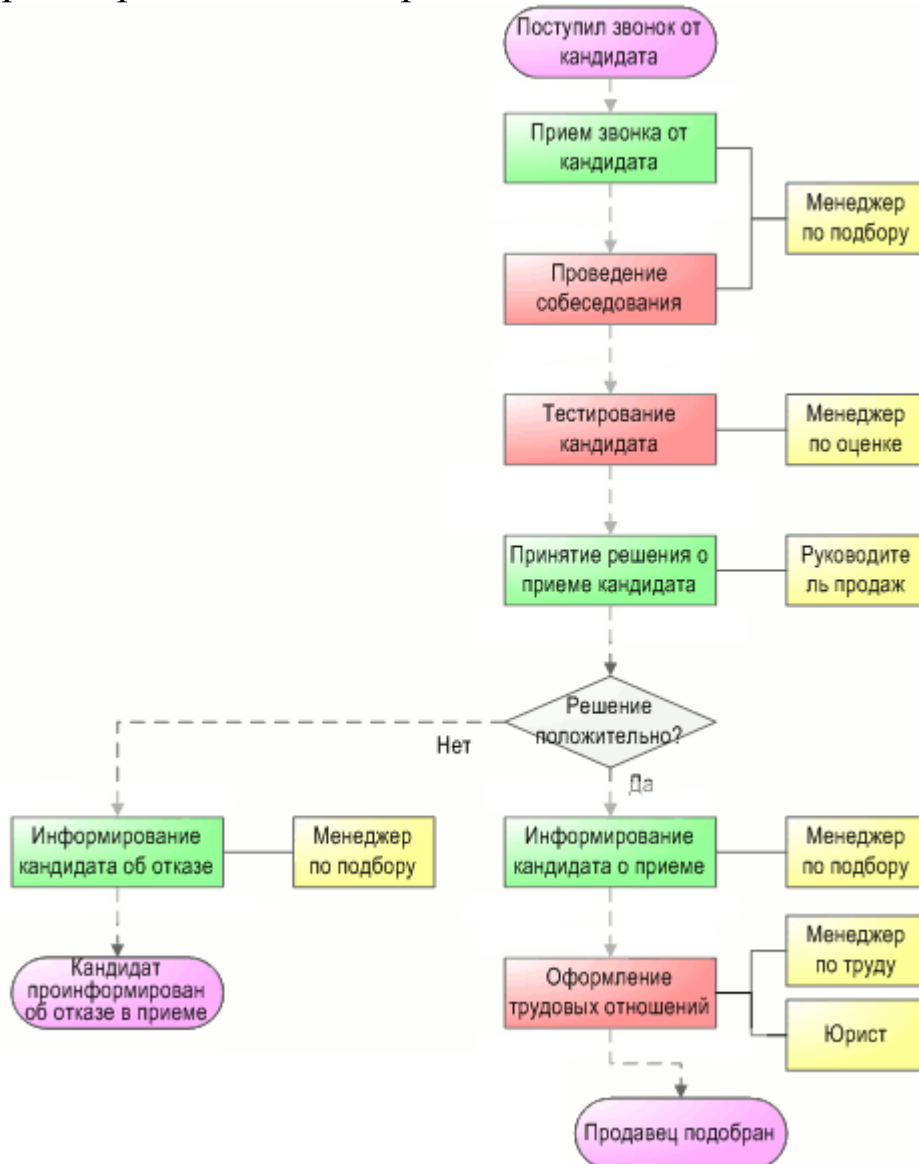 Поступил звонок от
кандидата
Прием звонка от
кандидата
Менеджер
по подбору
Проведение
собеседования
Тестирование
кандидата
Менеджер
по оценке
Принятие решения о
приеме кандидата
Руководите
ль продаж
Решение
положительно?
Нет
Да
Информирование
кандидата об отказе
Менеджер
по подбору
Информирование
кандидата о приеме
Менеджер
по подбору
Кандидат
проинформирован
об отказе в приеме
Оформление
трудовых отношений
Менеджер
по труду
Юрист
Продавец подобран